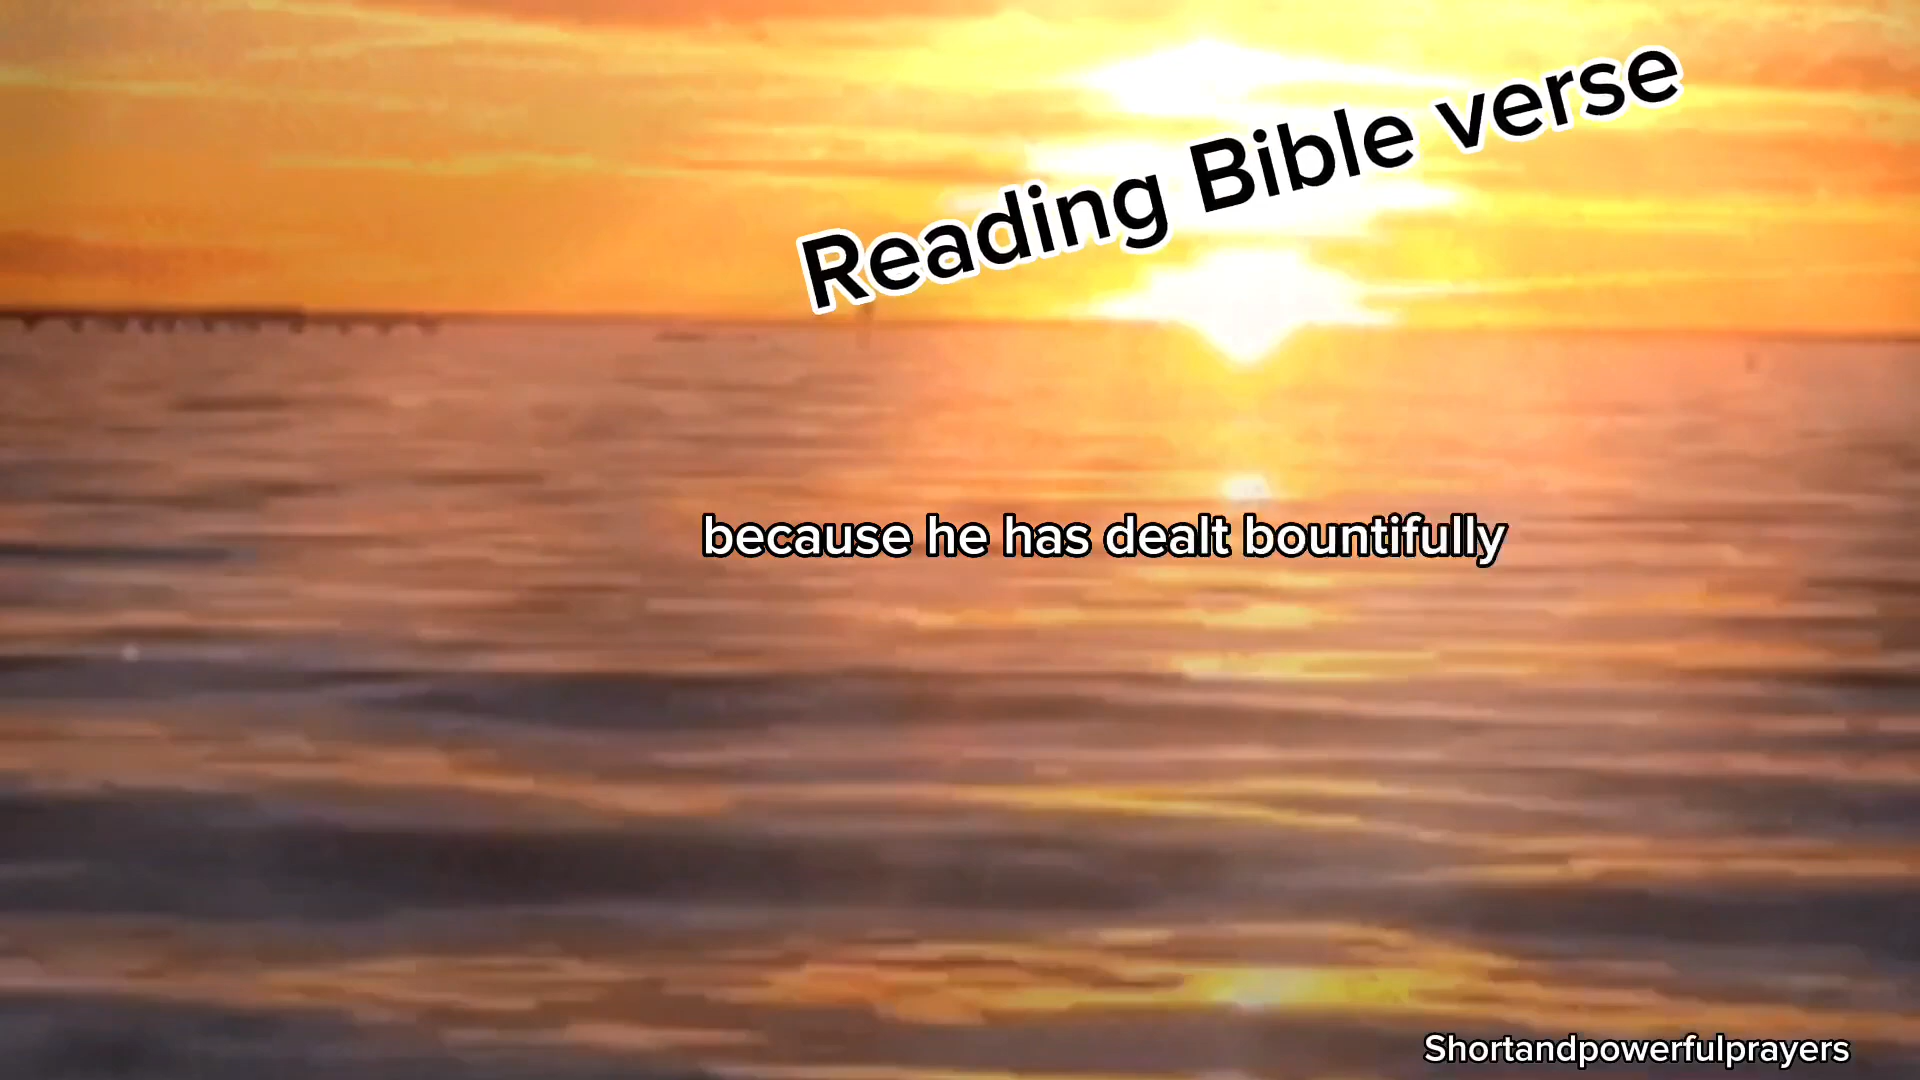 Reading Bible verse
because he has dealt bountifully
Shortandpowerfulprayers